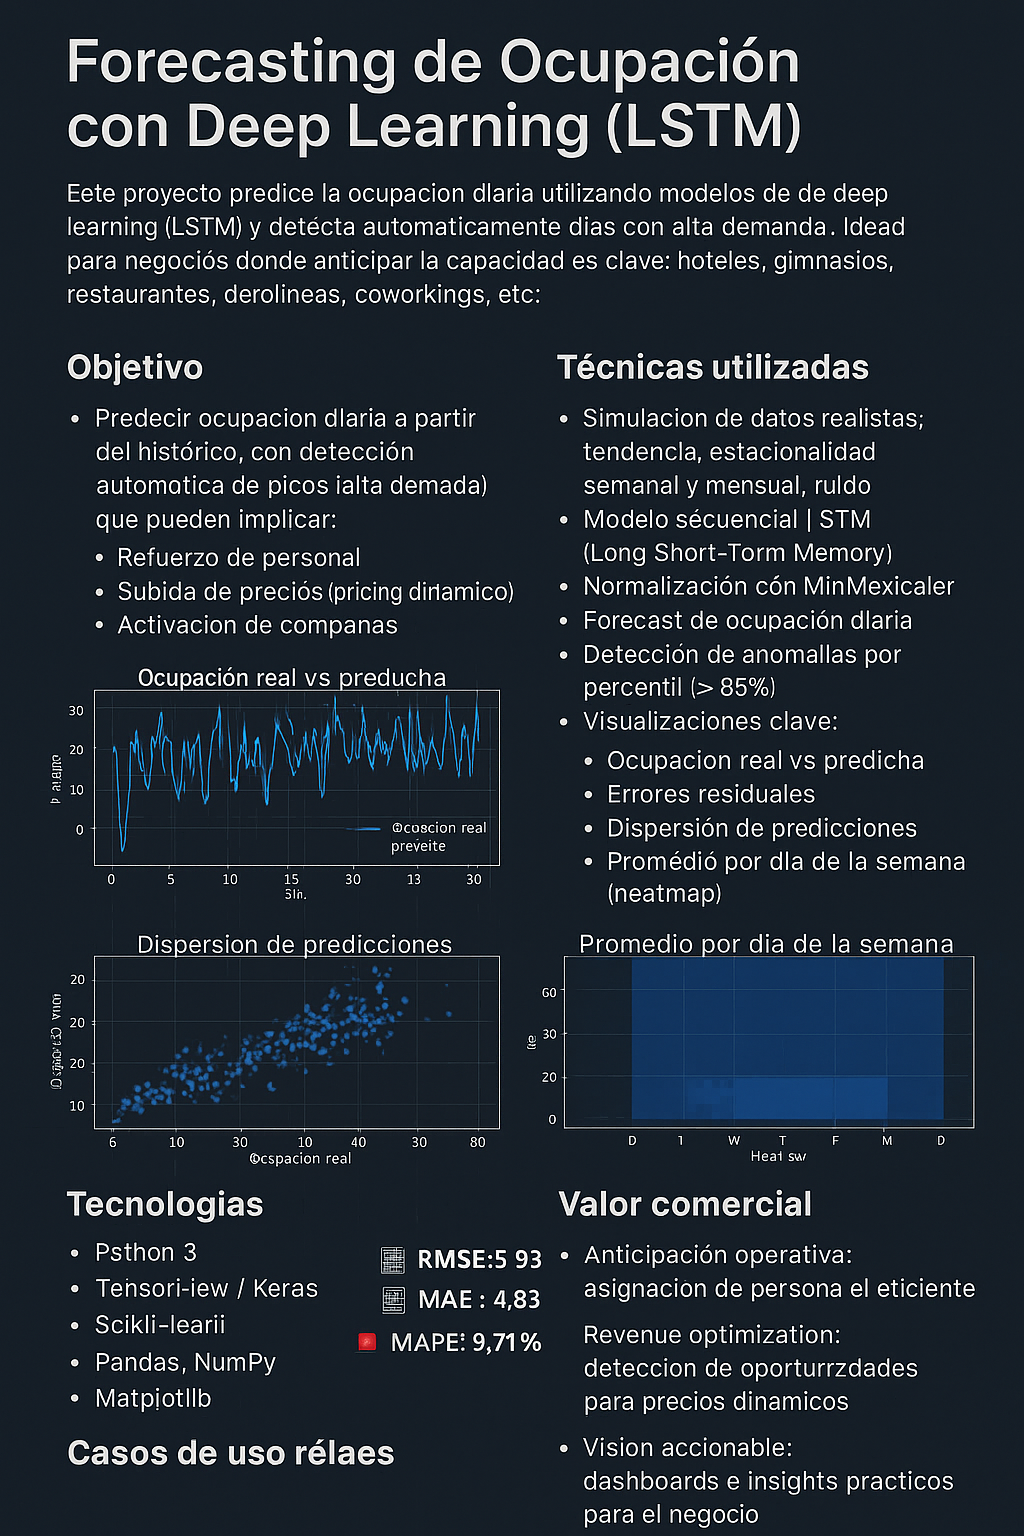 Forecasting de Ocupación
con Deep Learning (LSTM)
Eete proyecto predice la ocupacion dlaria utilizando modelos de de deep
learning (LSTM) y detécta automaticamente dias con alta demanda. Idead
para negociós donde anticipar la capacidad es clave: hoteles, gimnasios,
restaurantes, derolineas, coworkings, etc:
Objetivo
• Predecir ocupacion dlaria a partir
del histórico, con detección
automotica de picos ialta demada)
que pueden implicar:
• Refuerzo de personal
• Subida de preciós (pricing dirlamico)
• Activacion de companas
Ocupación real vs preducha
30
20
10
0
0 5 10 15 30 13 30
Sln.
Ocoscion real
preveite
Técnicas utilizadas
• Simulacion de datos realistas;
tendencla, estacionalidad
semanal y mensual, ruldo
• Modelo sécuencial | STM
(Long Short-Torm Memory)
• Normalización cón MinMexicaler
• Forecast de ocupación dlaria
• Detección de anomallas por
percentil (> 85%)
• Visualizaciones clave:
• Ocupacion real vs predicha
• Errores residuales
• Dispersión de predicciones
• Promédió por dla de la semana
(neatmap)
Dispersion de predicciones
20
20
20
10
6 10 30 10 40 30 80
Ocspacion real
Promedio por dia de la semana
60
30
20
0
D 1 W T F M D
Heat sw
Tecnologias
• Psthon 3
• Tensori-iew / Keras
• Scikli-learii
• Pandas, NumPy
• Matpjotllb
RMSE:5 93
MAE : 4,83
MAPE: 9,71%
Casos de uso rélaes
Valor comercial
• Anticipación operativa:
asignacion de persona el eticiente
Revenue optimization:
deteccion de oporturrzdades
para precios dinamicos
• Vision accionable:
dashboards e insights practicos
para el negocio